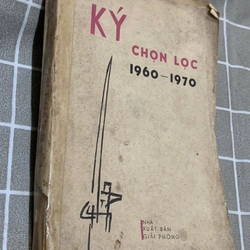 KÝ
CHỌN LỌC
1960-1970
NHÀ
XUẤT BẢN
GIẢI PHÓNG